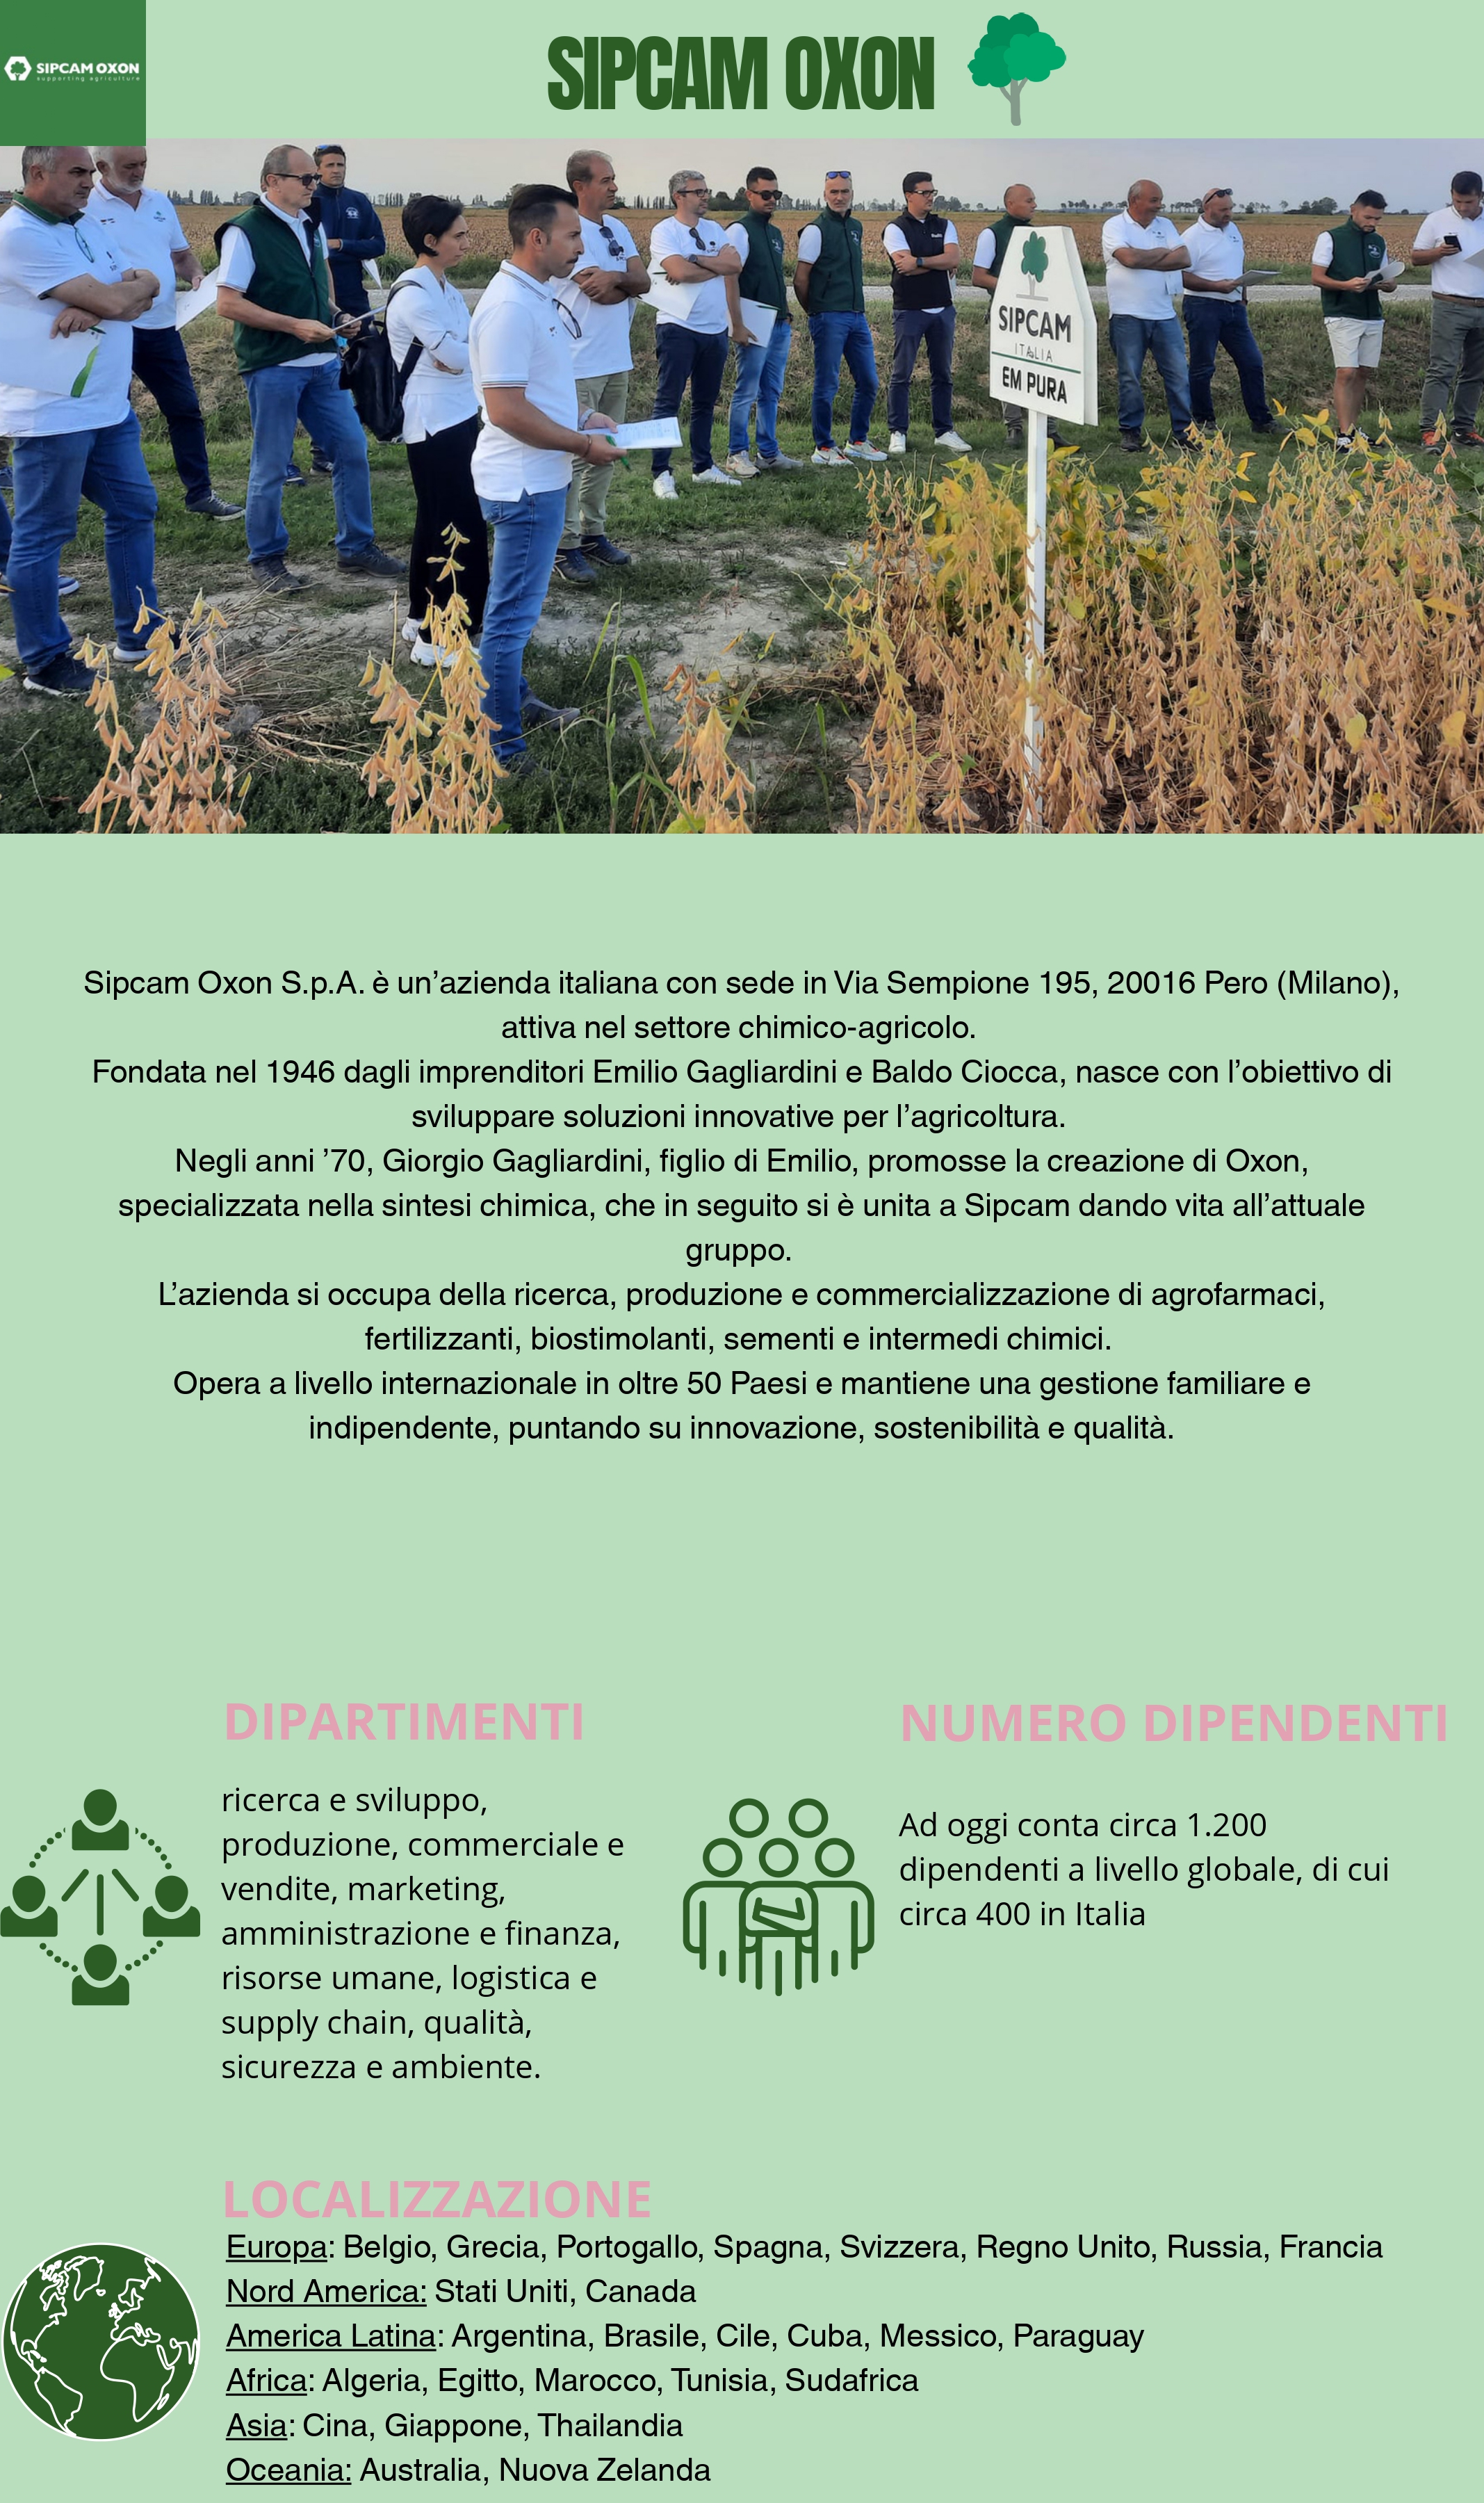 SIPCAM OXON
supporting agriculture
SIPCAM OXON
SIPCAM
ITALIA
EM PURA
Sipcam Oxon S.p.A. è un’azienda italiana con sede in Via Sempione 195, 20016 Pero (Milano),
attiva nel settore chimico-agricolo.
Fondata nel 1946 dagli imprenditori Emilio Gagliardini e Baldo Ciocca, nasce con l’obiettivo di
sviluppare soluzioni innovative per l’agricoltura.
Negli anni ’70, Giorgio Gagliardini, figlio di Emilio, promosse la creazione di Oxon,
specializzata nella sintesi chimica, che in seguito si è unita a Sipcam dando vita all’attuale
gruppo.
L’azienda si occupa della ricerca, produzione e commercializzazione di agrofarmaci,
fertilizzanti, biostimolanti, sementi e intermedi chimici.
Opera a livello internazionale in oltre 50 Paesi e mantiene una gestione familiare e
indipendente, puntando su innovazione, sostenibilità e qualità.
DIPARTIMENTI
ricerca e sviluppo,
produzione, commerciale e
vendite, marketing,
amministrazione e finanza,
risorse umane, logistica e
supply chain, qualità,
sicurezza e ambiente.
NUMERO DIPENDENTI
Ad oggi conta circa 1.200
dipendenti a livello globale, di cui
circa 400 in Italia
LOCALIZZAZIONE
Europa: Belgio, Grecia, Portogallo, Spagna, Svizzera, Regno Unito, Russia, Francia
Nord America: Stati Uniti, Canada
America Latina: Argentina, Brasile, Cile, Cuba, Messico, Paraguay
Africa: Algeria, Egitto, Marocco, Tunisia, Sudafrica
Asia: Cina, Giappone, Thailandia
Oceania: Australia, Nuova Zelanda